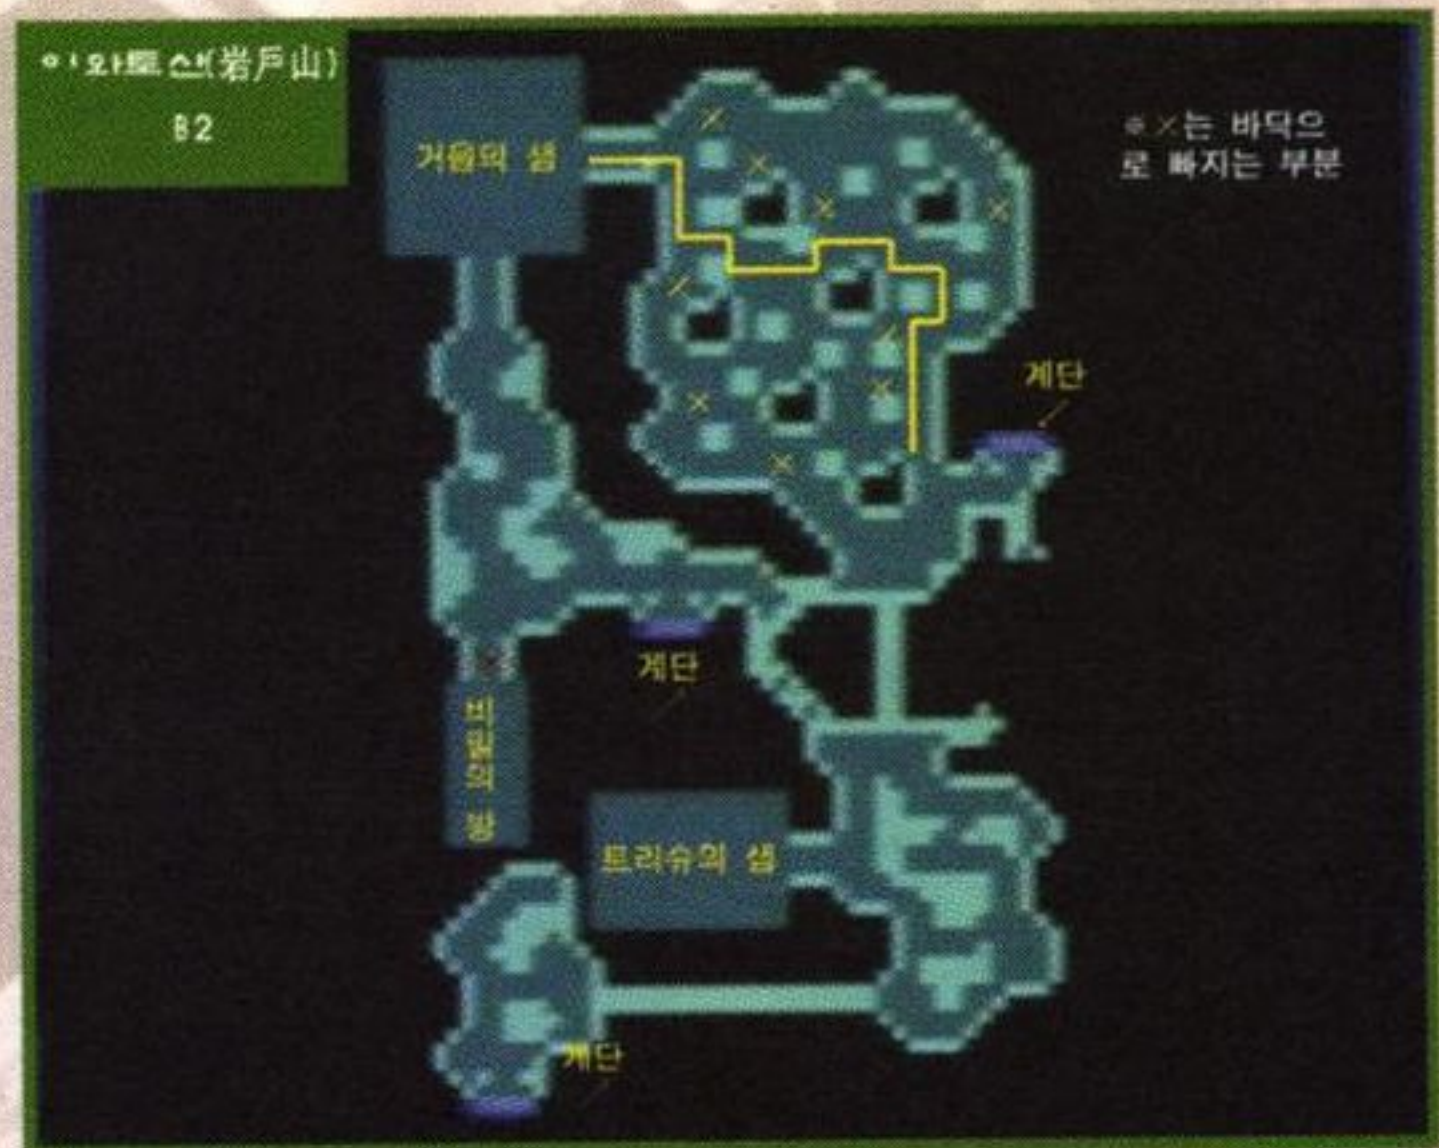 이와토산(岩戶山)
B2
거울의 샘
※×는 바닥으
로 빠지는 부분
계단
계단
비밀의 방
트리슈의 샘
계단